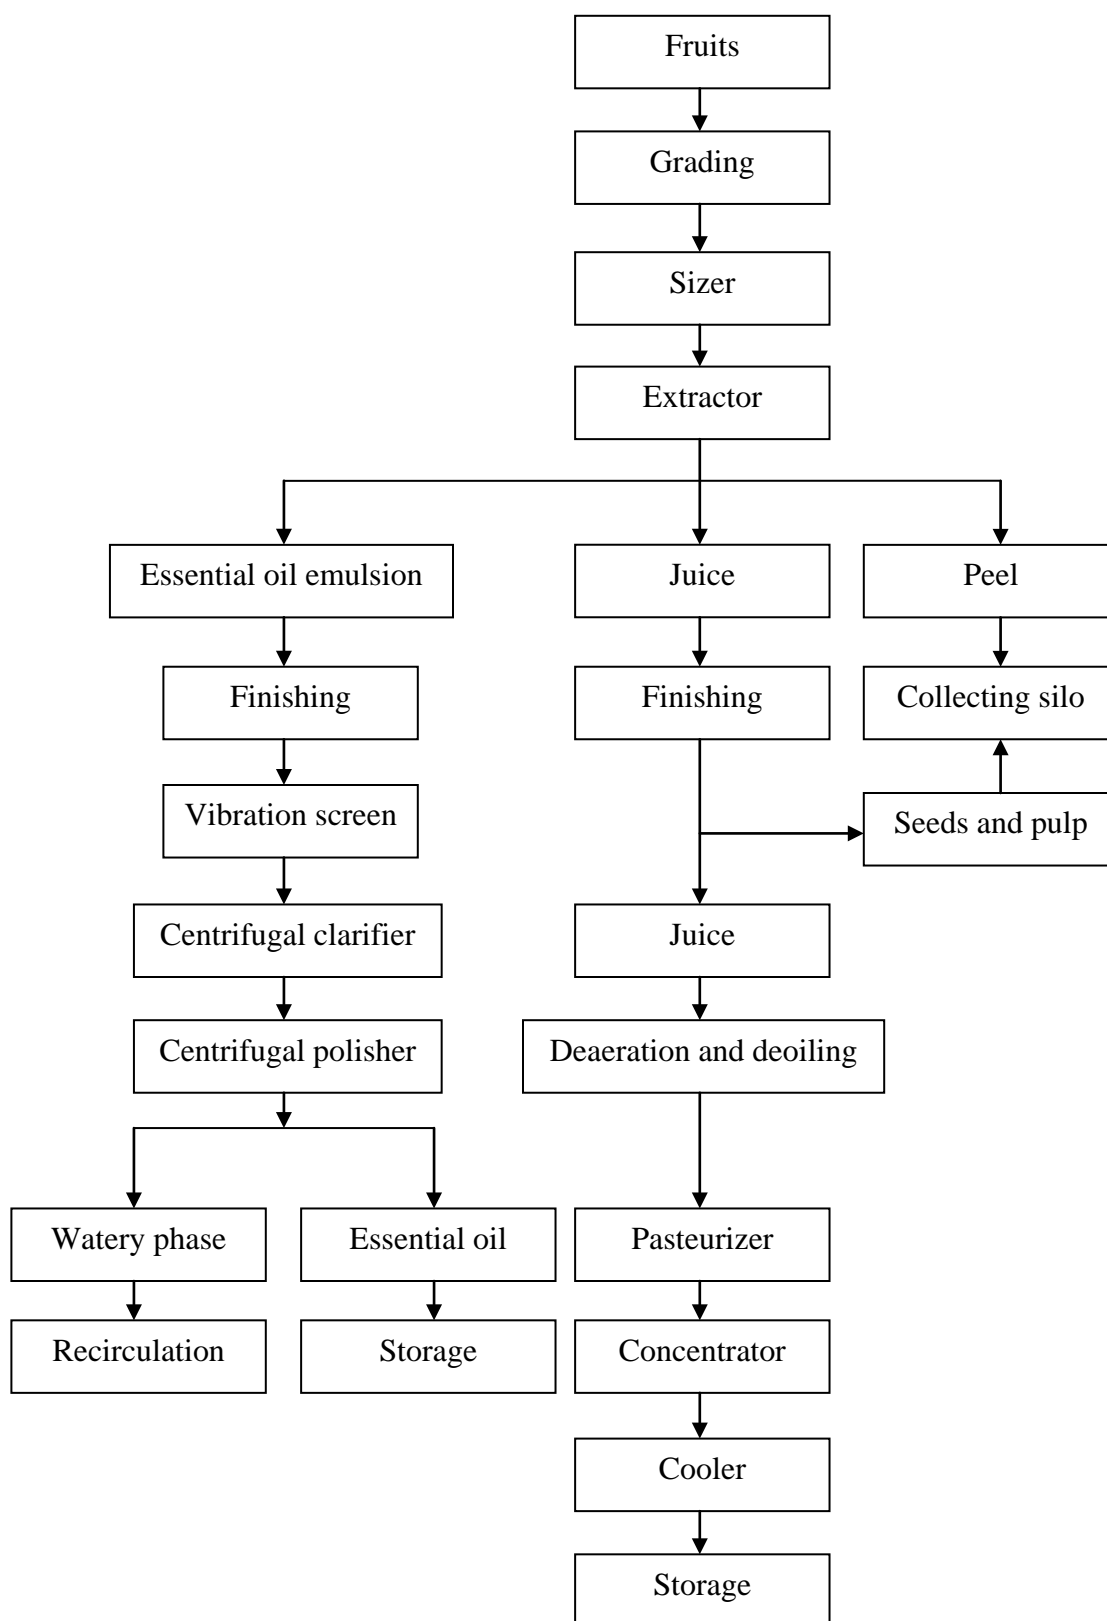 Fruits
Grading
Sizer
Extractor
Essential oil emulsion
Juice
Peel
Finishing
Finishing
Collecting silo
Vibration screen
Seeds and pulp
Centrifugal clarifier
Juice
Centrifugal polisher
Deaeration and deoiling
Watery phase
Essential oil
Pasteurizer
Recirculation
Storage
Concentrator
Cooler
Storage